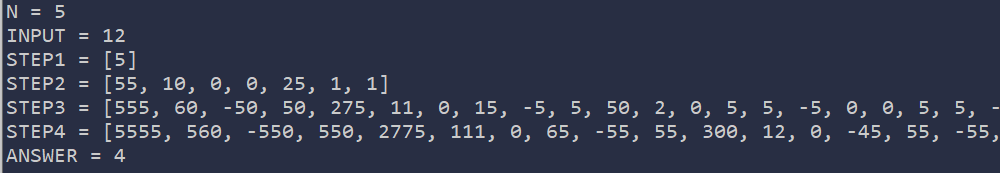 N = 5
INPUT = 12
STEP1 = [5]
STEP2 = [55, 10, 0, 0, 25, 1, 1]
STEP3 = [555, 60, -50, 50, 275, 11, 0, 15, -5, 5, 50, 2, 0, 5, 5, -5, 0, 0, 5, 5, -
STEP4 = [5555, 560, -550, 550, 2775, 111, 0, 65, -55, 55, 300, 12, 0, -45, 55, -55,
ANSWER = 4